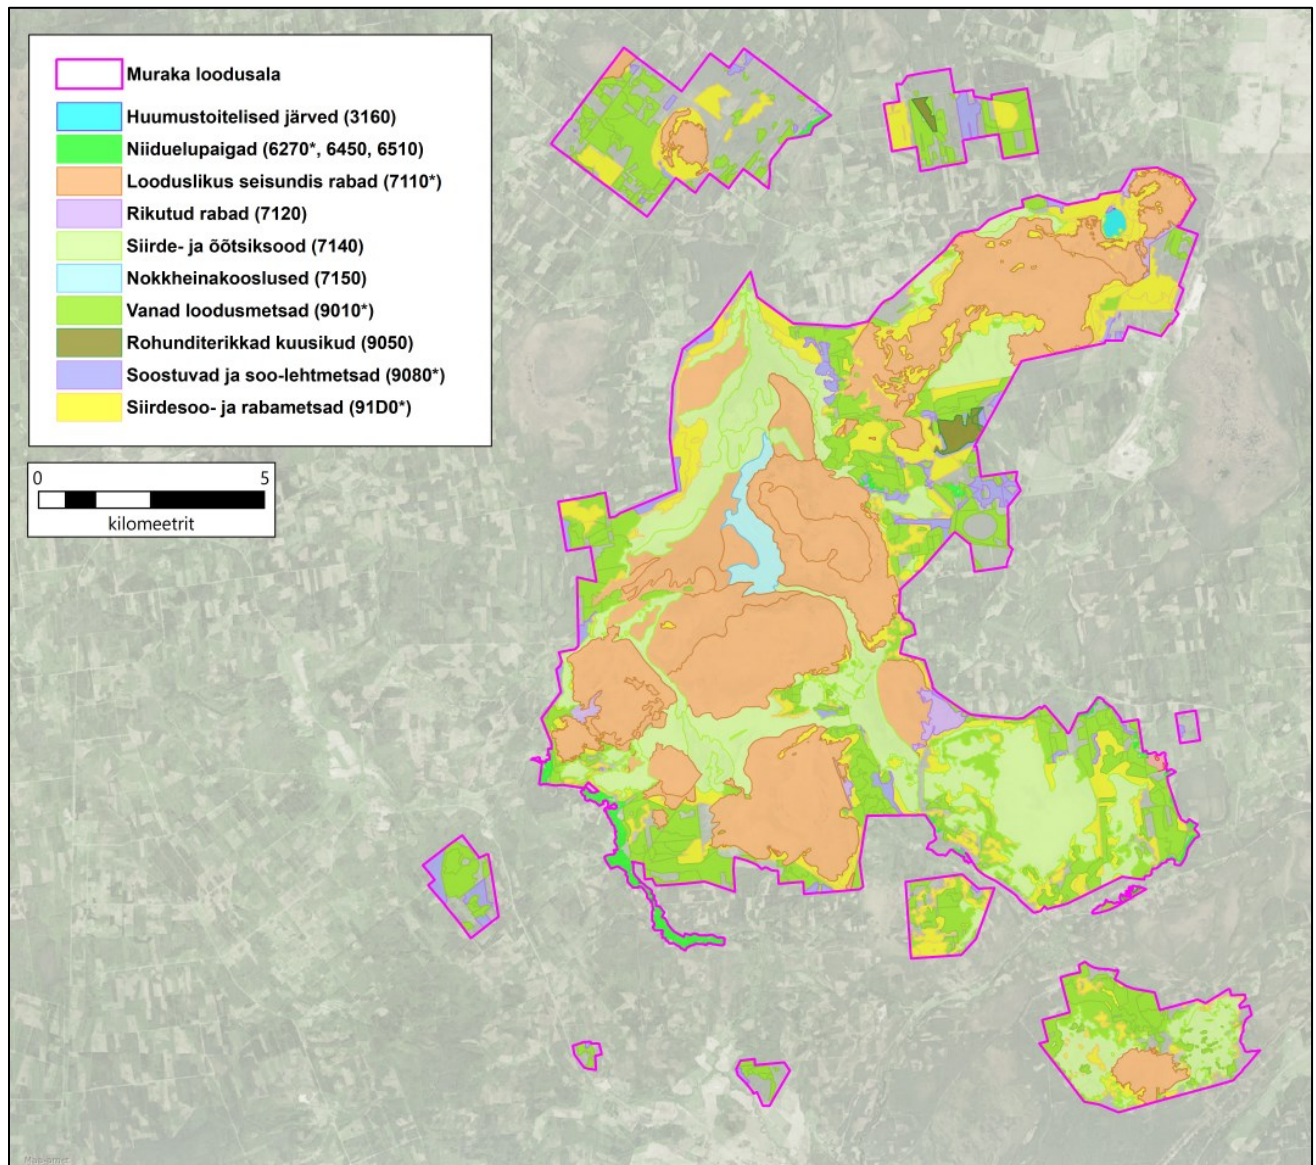 Muraka loodusala
Huumustoitelised järved (3160)
Niiduelupaigad (6270*, 6450, 6510)
Looduslikus seisundis rabad (7110*)
Rikutud rabad (7120)
Siirde- ja õõtsiksood (7140)
Nokkheinakooslused (7150)
Vanad loodusmetsad (9010*)
Rohunditerikkad kuusikud (9050)
Soostuvad ja soo-lehtmetsad (9080*)
Siirdesoo- ja rabametsad (91D0*)
0 5
kilomeetrit